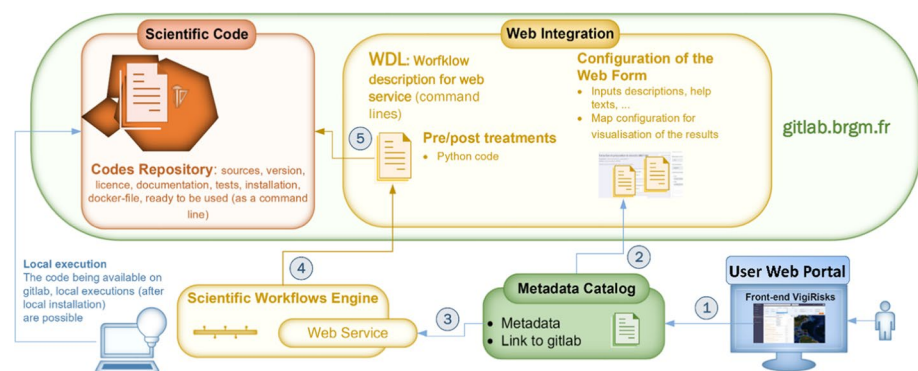 Scientific Code
Web Integration
WDL: Worfklow
description for web
service (command
lines)
Configuration of the
Web Form
• Inputs descriptions, help
texts, ...
• Map configuration for
visualisation of the results
Pre/post treatments
• Python code
5
gitlab.brgm.fr
Codes Repository: sources, version,
licence, documentation, tests, installation,
docker-file, ready to be used (as a command
line)
Local execution
The code being available on
gitlab, local executions (after
local installation)
are possible
4
2
Scientific Workflows Engine
Web Service
3
Metadata Catalog
• Metadata
• Link to gitlab
1
User Web Portal
Front-end VigiRisks